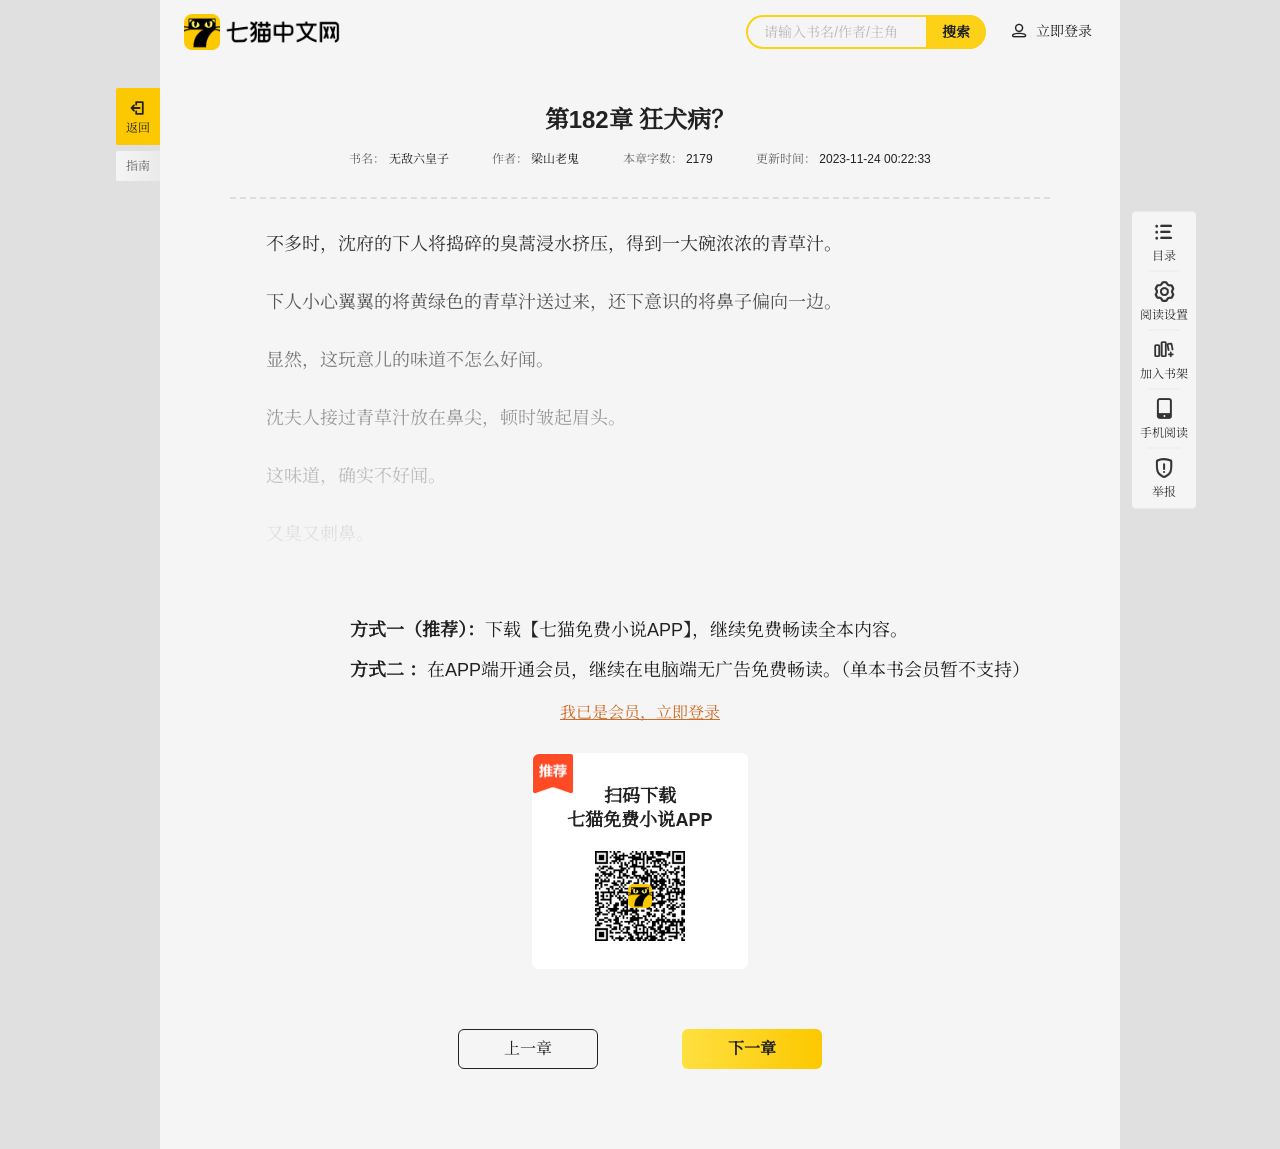 七猫中文网
请输入书名/作者/主角
搜索
立即登录
返回
指南
第182章 狂犬病？
书名： 无敌六皇子 作者： 梁山老鬼 本章字数： 2179 更新时间： 2023-11-24 00:22:33
不多时，沈府的下人将捣碎的臭蒿浸水挤压，得到一大碗浓浓的青草汁。
下人小心翼翼的将黄绿色的青草汁送过来，还下意识的将鼻子偏向一边。
显然，这玩意儿的味道不怎么好闻。
沈夫人接过青草汁放在鼻尖，顿时皱起眉头。
这味道，确实不好闻。
又臭又刺鼻。
目录
阅读设置
加入书架
手机阅读
举报
方式一（推荐）：下载【七猫免费小说APP】，继续免费畅读全本内容。
方式二 ：在APP端开通会员，继续在电脑端无广告免费畅读。（单本书会员暂不支持）
我已是会员，立即登录
推荐
扫码下载
七猫免费小说APP
上一章
下一章